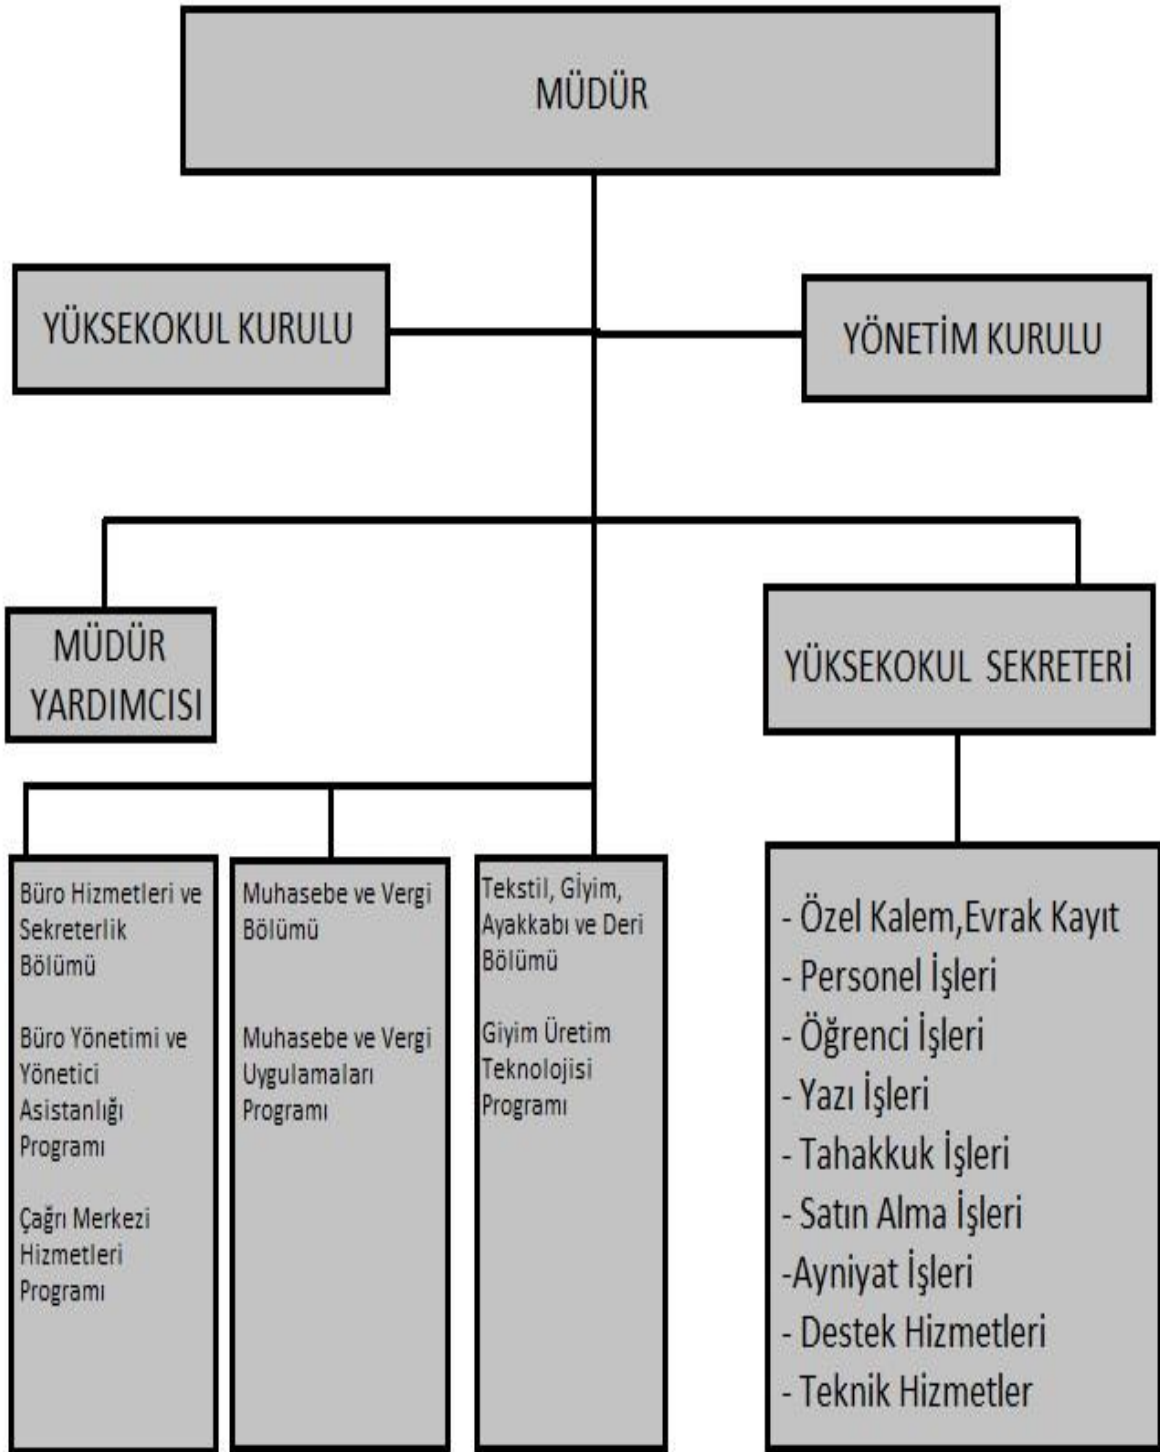 MÜDÜR
YÜKSEKOKUL KURULU
YÖNETİM KURULU
MÜDÜR
YARDIMCISI
YÜKSEKOKUL SEKRETERİ
Büro Hizmetleri ve
Sekreterlik
Bölümü
Büro Yönetimi ve
Yönetici
Asistanlığı
Programı
Çağrı Merkezi
Hizmetleri
Programı
Muhasebe ve Vergi
Bölümü
Muhasebe ve Vergi
Uygulamaları
Programı
Tekstil, Gİyim,
Ayakkabı ve Deri
Bölümü
Giyim Üretim
Teknolojisi
Programı
- Özel Kalem,Evrak Kayıt
- Personel İşleri
- Öğrenci İşleri
- Yazı İşleri
- Tahakkuk İşleri
- Satın Alma İşleri
-Ayniyat İşleri
- Destek Hizmetleri
- Teknik Hizmetler